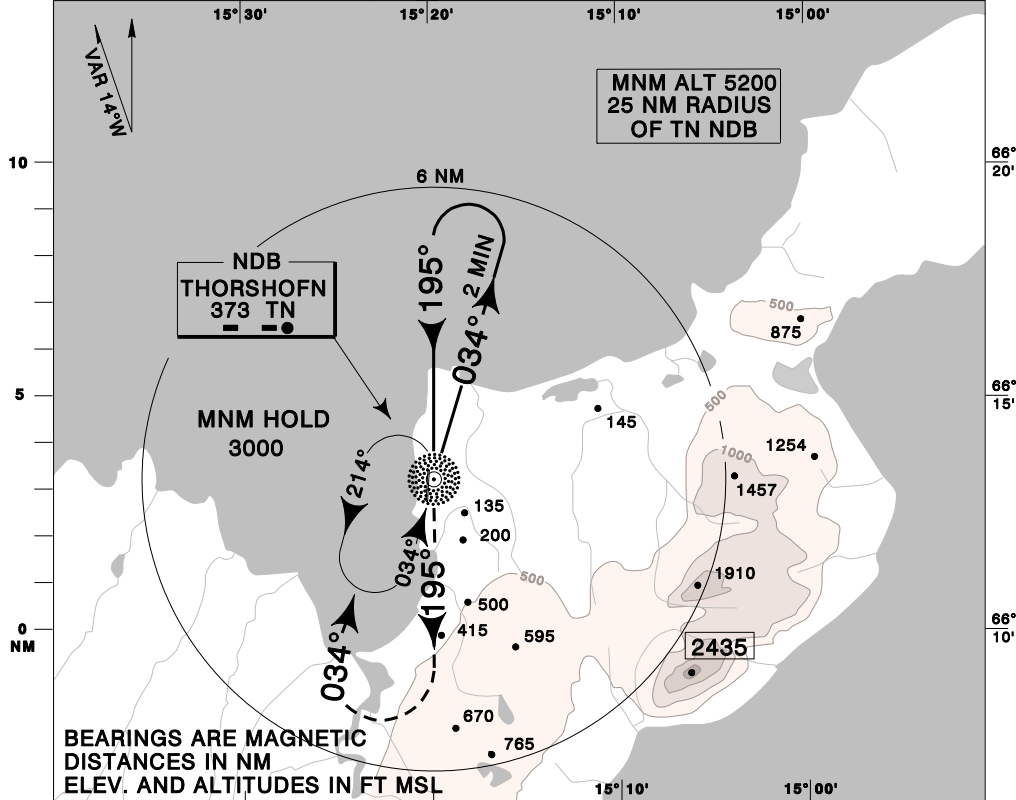 15°30' 15°20' 15°10' 15°00'
VAR 14°W
MNM ALT 5200
25 NM RADIUS
OF TN NDB
10
66°
20'
6 NM
195°
034° 2 MIN
NDB
THORSHOFN
373 TN
500
875
5
66°
15'
MNM HOLD
3000
145
500
1254
1000
1457
214°
135
200
034°
195°
500
1910
500
415
595
0
NM
66°
10'
2435
034°
670
765
BEARINGS ARE MAGNETIC
DISTANCES IN NM
ELEV. AND ALTITUDES IN FT MSL
15°10' 15°00'